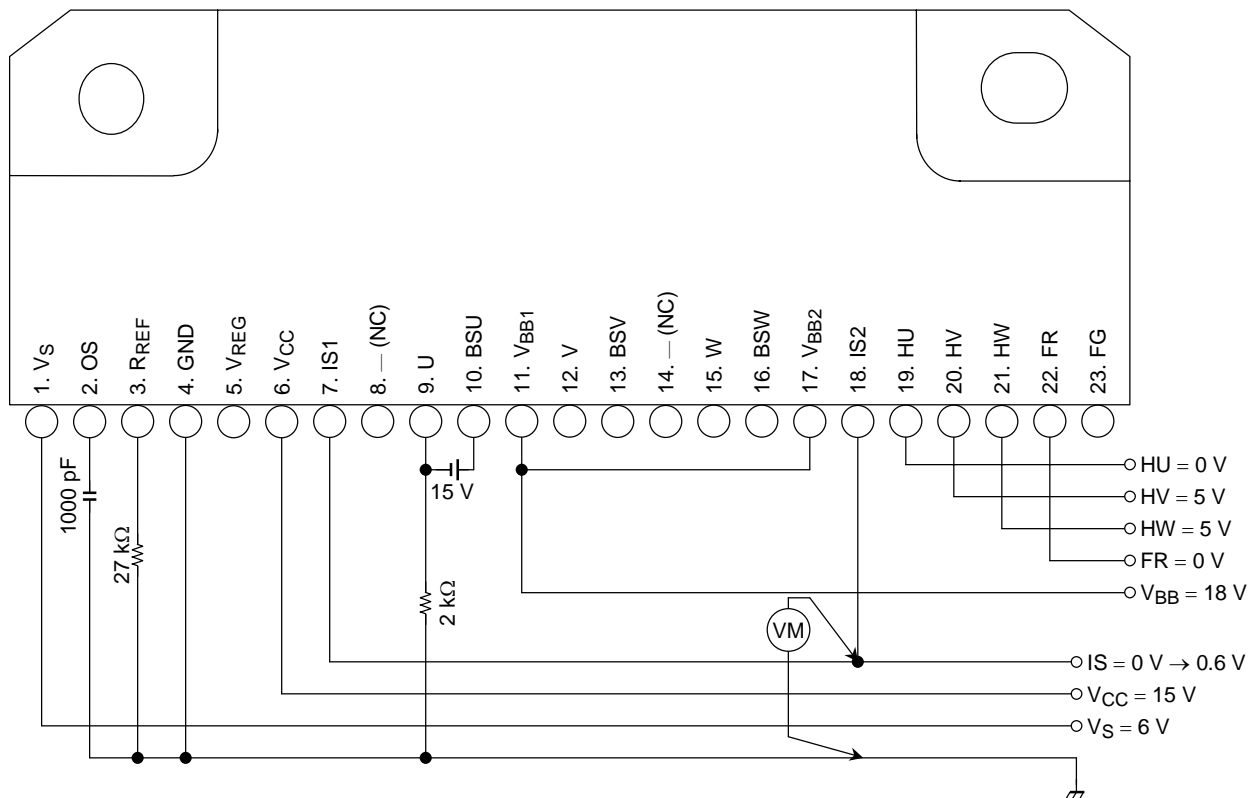 1. VS
2. OS
3. RREF
4. GND
5. VREG
6. VCC
7. IS1
8. — (NC)
9. U
10. BSU
11. VBB1
12. V
13. BSV
14. — (NC)
15. W
16. BSW
17. VBB2
18. IS2
19. HU
20. HV
21. HW
22. FR
23. FG
1000 pF
27 kΩ
15 V
2 kΩ
VM
HU = 0 V
HV = 5 V
HW = 5 V
FR = 0 V
VBB = 18 V
IS = 0 V → 0.6 V
VCC = 15 V
VS = 6 V